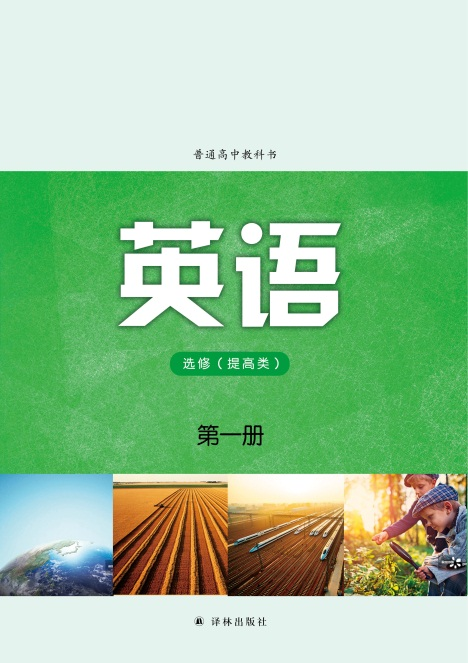 普通高中教科书
英语
选修（提高类）
第一册
译林出版社